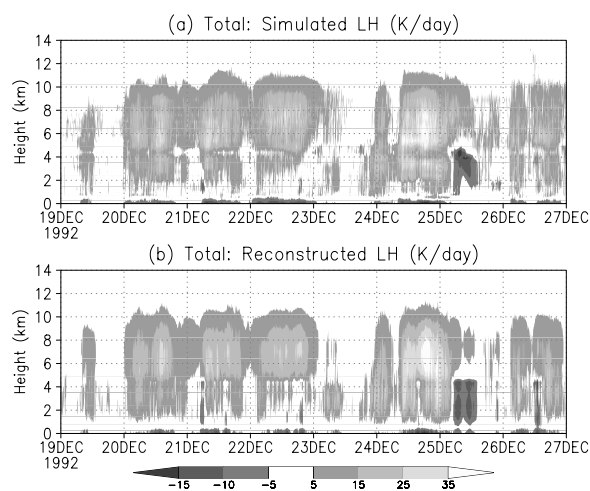 (a) Total: Simulated LH (K/day)
Height (km)
14
12
10
8
6
4
2
0
19DEC 20DEC 21DEC 22DEC 23DEC 24DEC 25DEC 26DEC 27DEC
1992
(b) Total: Reconstructed LH (K/day)
Height (km)
14
12
10
8
6
4
2
0
19DEC 20DEC 21DEC 22DEC 23DEC 24DEC 25DEC 26DEC 27DEC
1992
-15 -10 -5 5 15 25 35